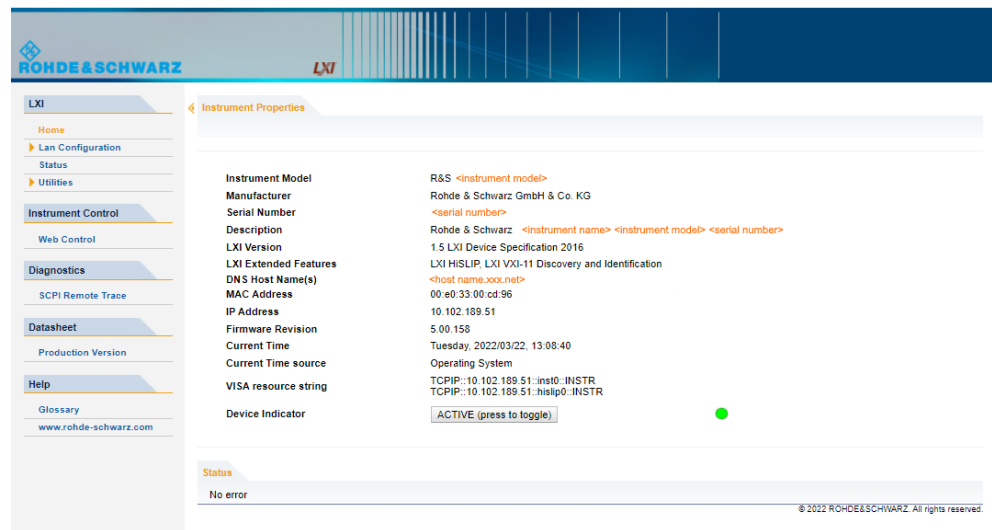 ROHDE&SCHWARZ
LXI
LXI
Home
Lan Configuration
Status
Utilities
Instrument Control
Web Control
Diagnostics
SCPI Remote Trace
Datasheet
Production Version
Help
Glossary
www.rohde-schwarz.com
Instrument Properties
Instrument Model R&S <instrument model>
Manufacturer Rohde & Schwarz GmbH & Co. KG
Serial Number <serial number>
Description Rohde & Schwarz <instrument name> <instrument model> <serial number>
LXI Version 1.5 LXI Device Specification 2016
LXI Extended Features LXI HiSLIP, LXI VXI-11 Discovery and Identification
DNS Host Name(s) <host name.xxx.net>
MAC Address 00:e0:33:00:cd:96
IP Address 10.102.189.51
Firmware Revision 5.00.158
Current Time Tuesday, 2022/03/22, 13:08:40
Current Time source Operating System
VISA resource string TCPIP::10.102.189.51::inst0::INSTR
TCPIP::10.102.189.51::hislip0::INSTR
Device Indicator ACTIVE (press to toggle)
Status
No error
© 2022 ROHDE&SCHWARZ. All rights reserved.